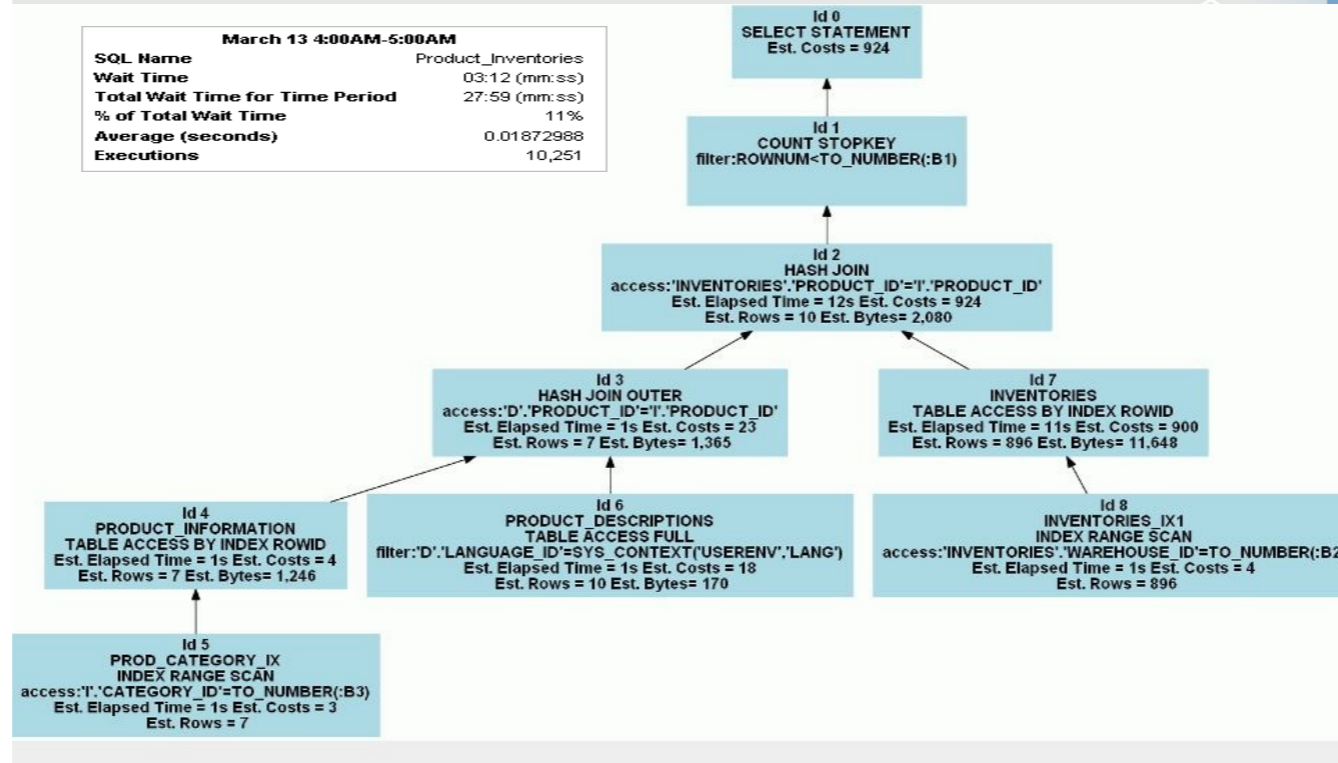 March 13 4:00AM-5:00AM
SQL Name Product_Inventories
Wait Time 03:12 (mm:ss)
Total Wait Time for Time Period 27:59 (mm:ss)
% of Total Wait Time 11%
Average (seconds) 0.01872988
Executions 10,251
Id 0
SELECT STATEMENT
Est. Costs = 924
Id 1
COUNT STOPKEY
filter:ROWNUM<TO_NUMBER(:B1)
Id 2
HASH JOIN
access:'INVENTORIES'.'PRODUCT_ID'='I'.'PRODUCT_ID'
Est. Elapsed Time = 12s Est. Costs = 924
Est. Rows = 10 Est. Bytes= 2,080
Id 3
HASH JOIN OUTER
access:'D'.'PRODUCT_ID'='I'.'PRODUCT_ID'
Est. Elapsed Time = 1s Est. Costs = 23
Est. Rows = 7 Est. Bytes= 1,365
Id 7
INVENTORIES
TABLE ACCESS BY INDEX ROWID
Est. Elapsed Time = 11s Est. Costs = 900
Est. Rows = 896 Est. Bytes= 11,648
Id 4
PRODUCT_INFORMATION
TABLE ACCESS BY INDEX ROWID
Est. Elapsed Time = 1s Est. Costs = 4
Est. Rows = 7 Est. Bytes= 1,246
Id 6
PRODUCT_DESCRIPTIONS
TABLE ACCESS FULL
filter:'D'.'LANGUAGE_ID'=SYS_CONTEXT('USERENV','LANG')
Est. Elapsed Time = 1s Est. Costs = 18
Est. Rows = 10 Est. Bytes= 170
Id 8
INVENTORIES_IX1
INDEX RANGE SCAN
access:'INVENTORIES'.'WAREHOUSE_ID'=TO_NUMBER(:B2
Est. Elapsed Time = 1s Est. Costs = 4
Est. Rows = 896
Id 5
PROD_CATEGORY_IX
INDEX RANGE SCAN
access:'I'.'CATEGORY_ID'=TO_NUMBER(:B3)
Est. Elapsed Time = 1s Est. Costs = 3
Est. Rows = 7